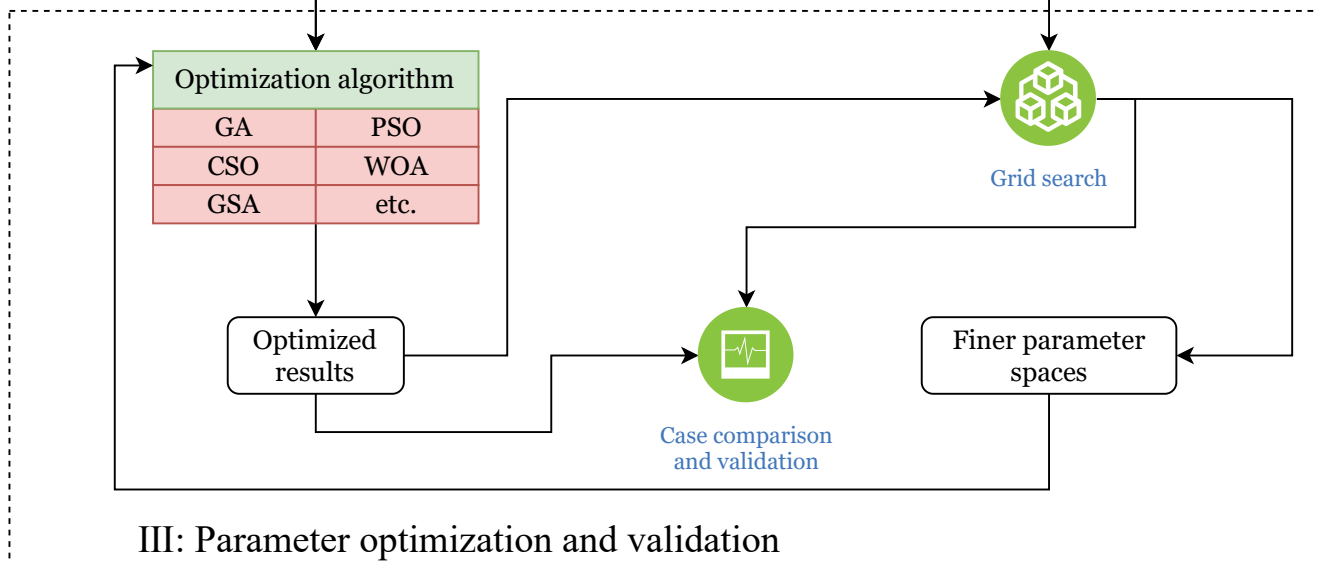 Optimization algorithm
GA PSO
CSO WOA
GSA etc.
Grid search
Optimized
results
Finer parameter
spaces
Case comparison
and validation
III: Parameter optimization and validation